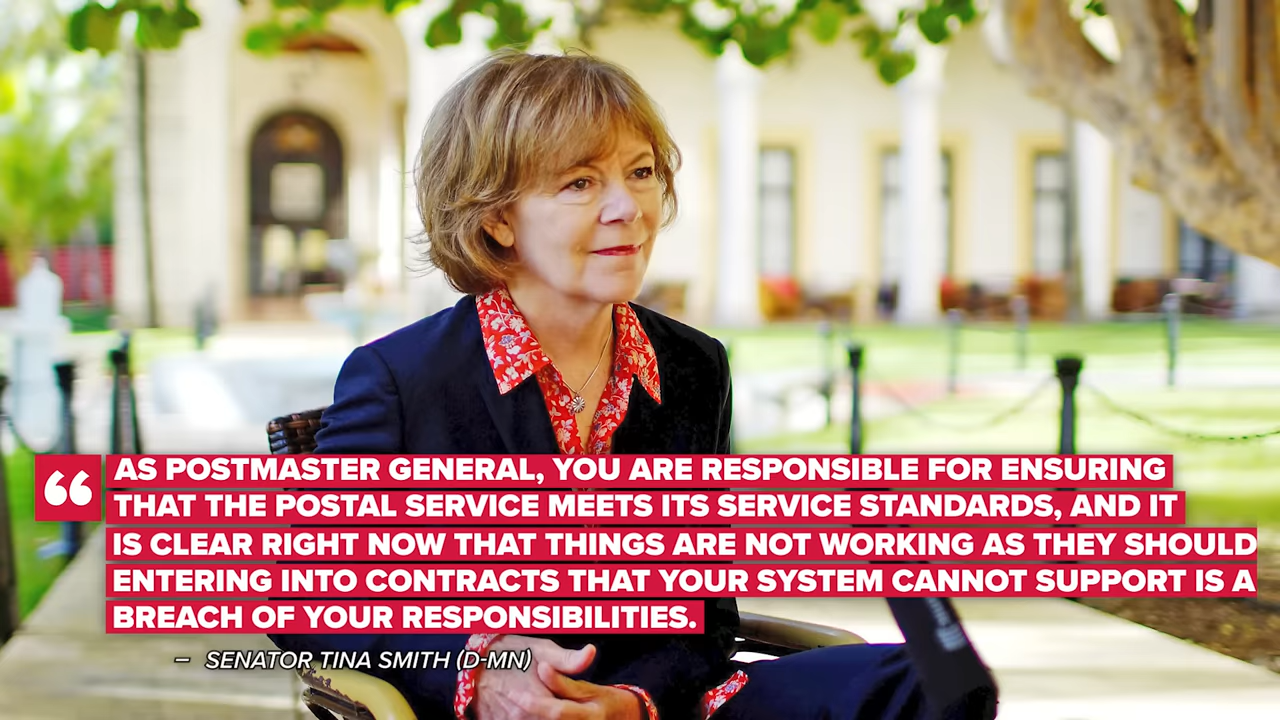 “ AS POSTMASTER GENERAL, YOU ARE RESPONSIBLE FOR ENSURING
THAT THE POSTAL SERVICE MEETS ITS SERVICE STANDARDS, AND IT
IS CLEAR RIGHT NOW THAT THINGS ARE NOT WORKING AS THEY SHOULD
ENTERING INTO CONTRACTS THAT YOUR SYSTEM CANNOT SUPPORT IS A
BREACH OF YOUR RESPONSIBILITIES.
– SENATOR TINA SMITH (D-MN)